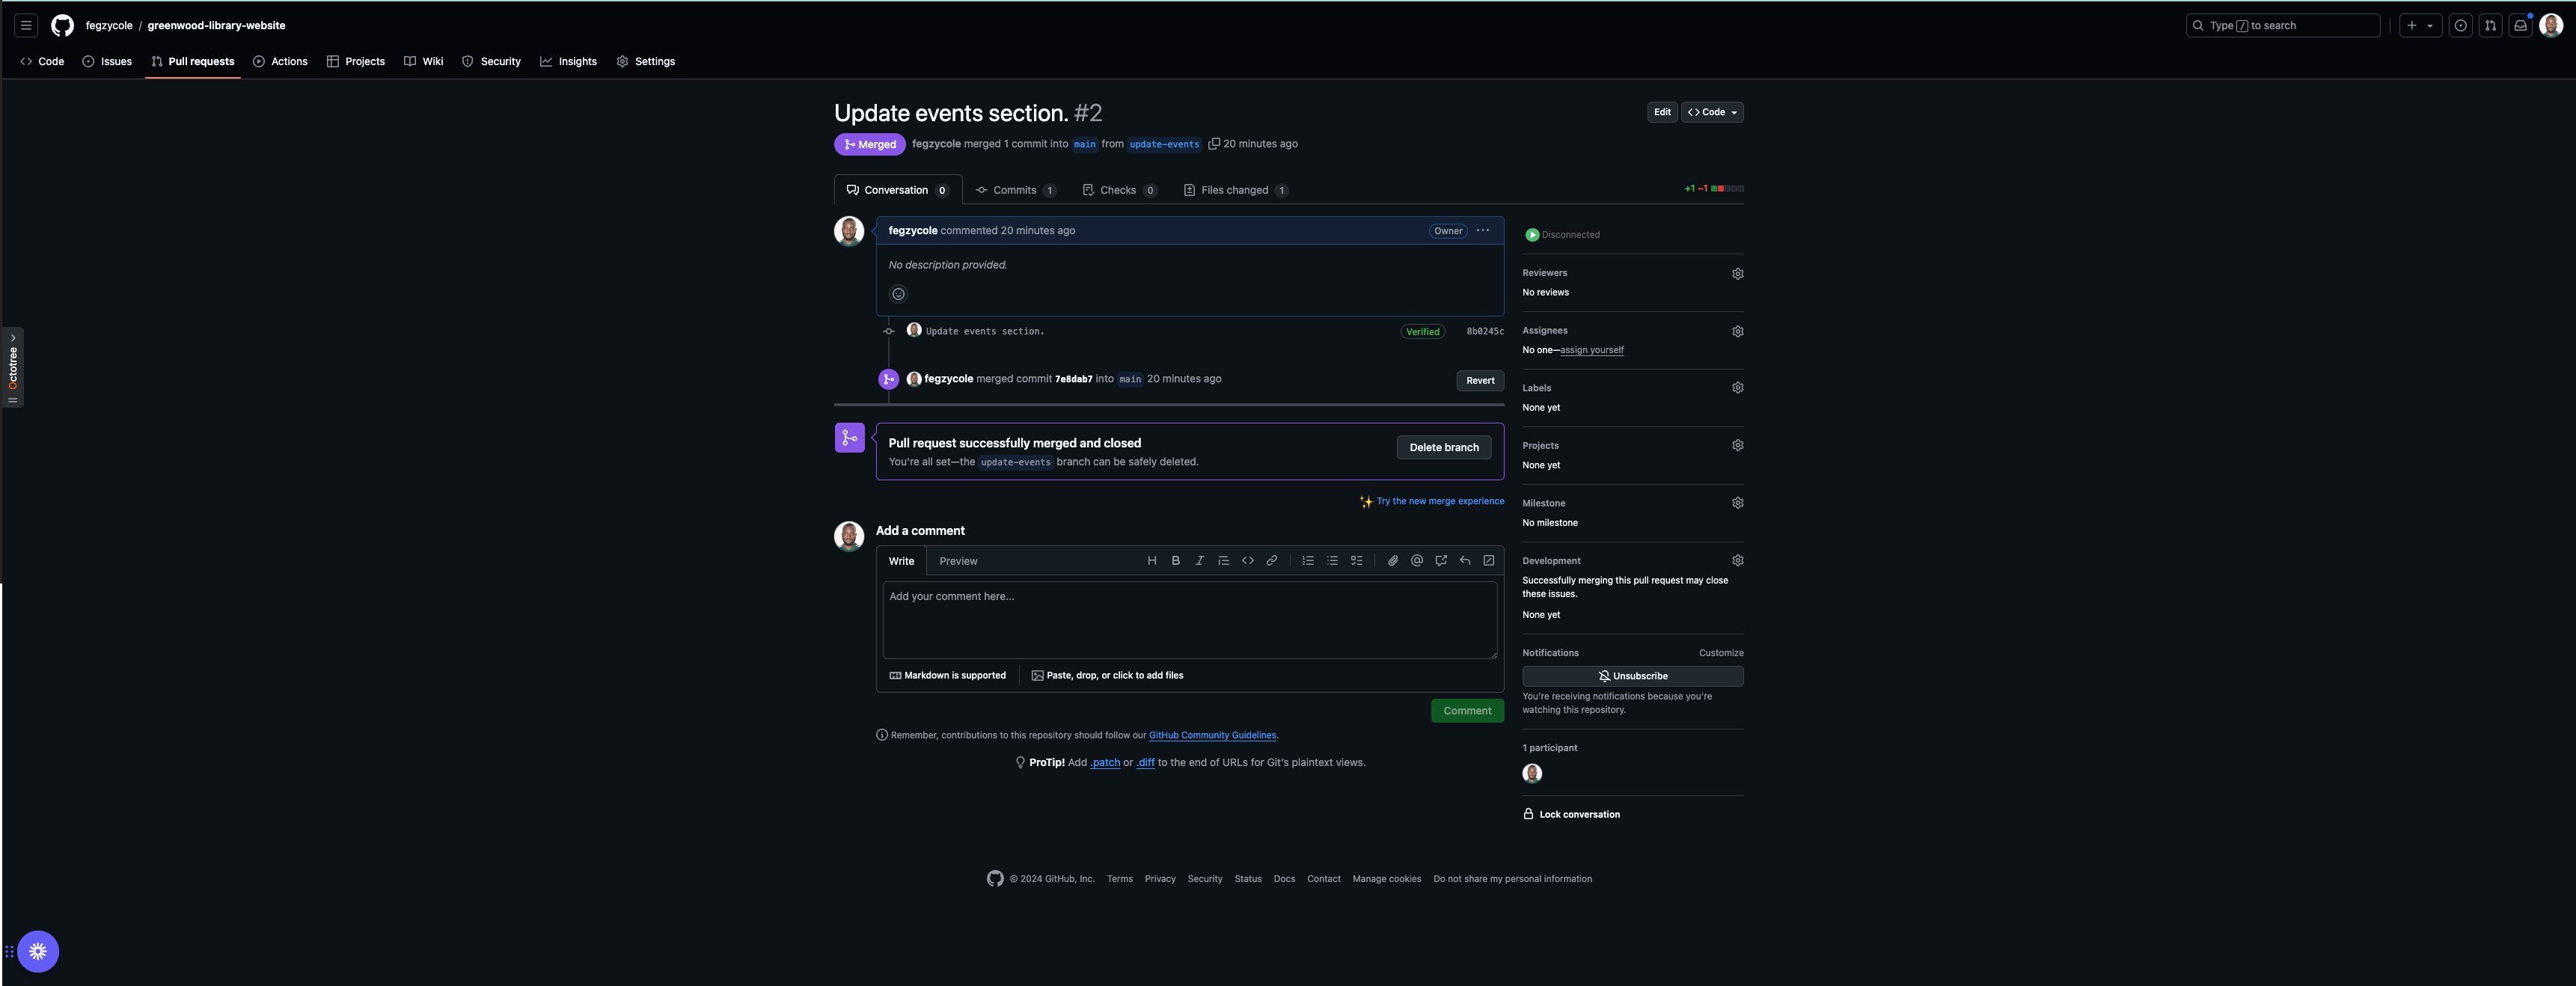 fegzycole / greenwood-library-website
Type / to search
Code Issues Pull requests Actions Projects Wiki Security Insights Settings
Update events section. #2
Edit Code
Merged fegzycole merged 1 commit into main from update-events 20 minutes ago
Conversation 0 Commits 1 Checks 0 Files changed 1
+1 −1
fegzycole commented 20 minutes ago
Owner
No description provided.
Update events section.
Verified 8b0245c
fegzycole merged commit 7e8dab7 into main 20 minutes ago
Revert
Pull request successfully merged and closed
You're all set—the update-events branch can be safely deleted.
Delete branch
Try the new merge experience
Add a comment
Write Preview
Add your comment here...
Markdown is supported
Paste, drop, or click to add files
Comment
Remember, contributions to this repository should follow our GitHub Community Guidelines.
ProTip! Add .patch or .diff to the end of URLs for Git's plaintext views.
Disconnected
Reviewers
No reviews
Assignees
No one—assign yourself
Labels
None yet
Projects
None yet
Milestone
No milestone
Development
Successfully merging this pull request may close
these issues.
None yet
Notifications Customize
Unsubscribe
You're receiving notifications because you're
watching this repository.
1 participant
Lock conversation
Octotree
© 2024 GitHub, Inc. Terms Privacy Security Status Docs Contact Manage cookies Do not share my personal information